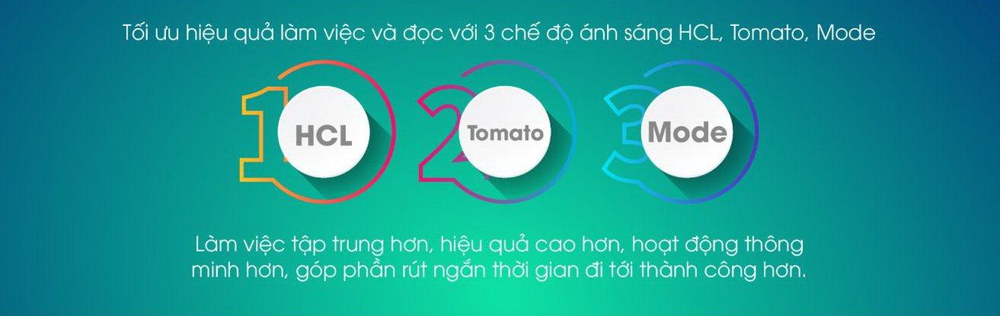 Tối ưu hiệu quả làm việc và đọc với 3 chế độ ánh sáng HCL, Tomato, Mode
1 HCL
2 Tomato
3 Mode
Làm việc tập trung hơn, hiệu quả cao hơn, hoạt động thông
minh hơn, góp phần rút ngắn thời gian đi tới thành công hơn.